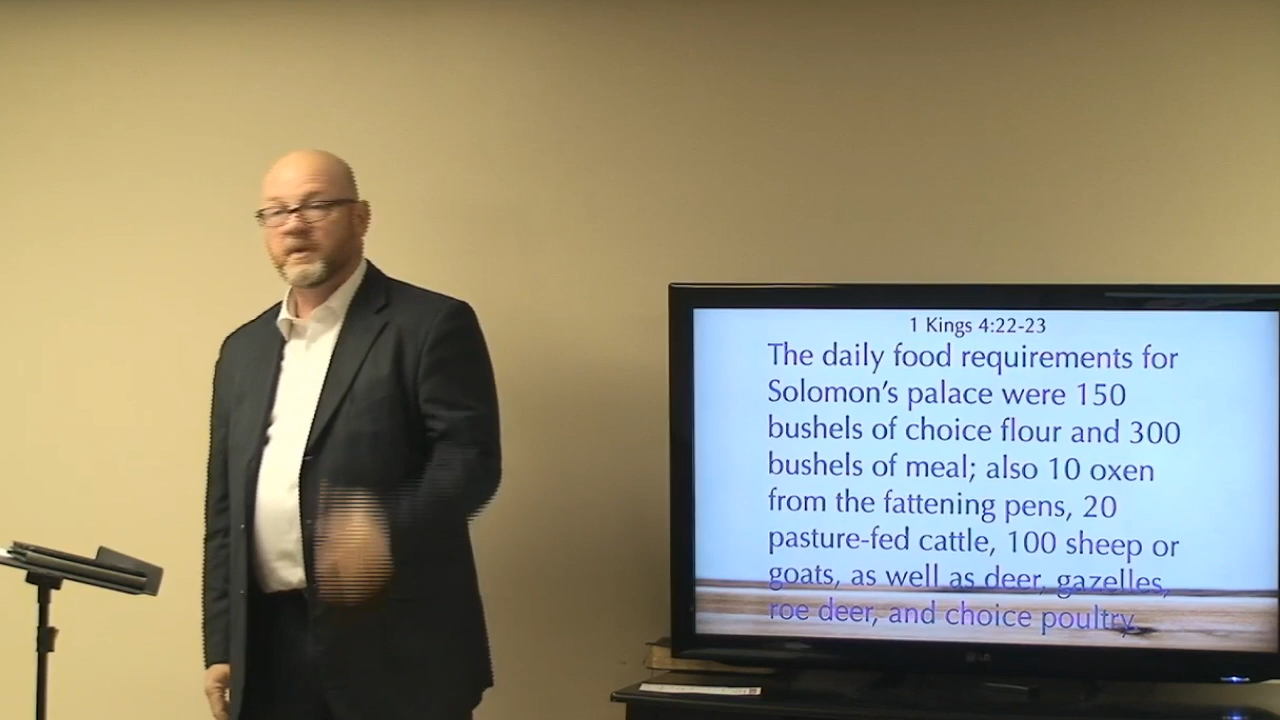 1 Kings 4:22-23
The daily food requirements for
Solomon's palace were 150
bushels of choice flour and 300
bushels of meal; also 10 oxen
from the fattening pens, 20
pasture-fed cattle, 100 sheep or
goats, as well as deer, gazelles,
roe deer, and choice poultry.
LG